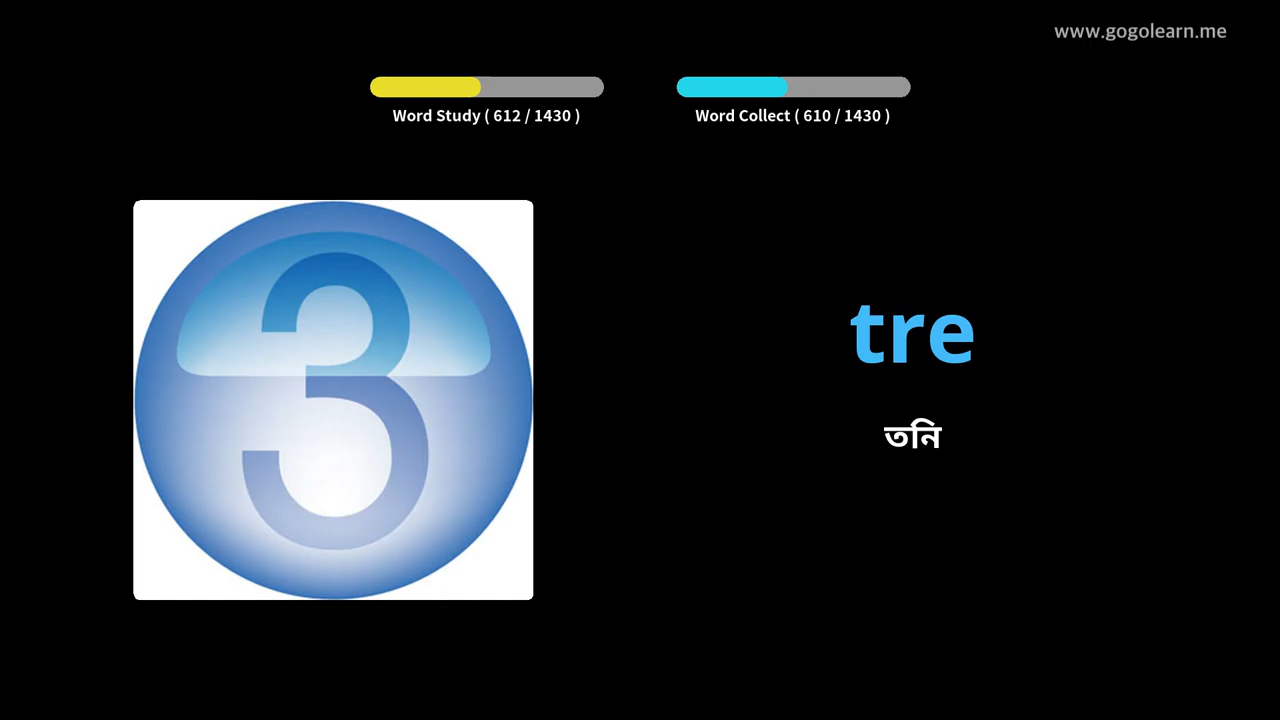 www.gogolearn.me
Word Study ( 612 / 1430 )
Word Collect ( 610 / 1430 )
3
tre
তনি